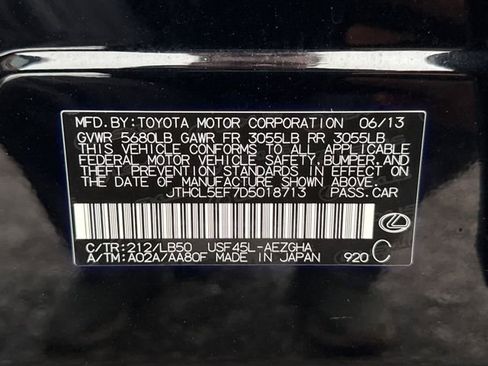 MFD.BY:TOYOTA MOTOR CORPORATION 06/13
GVWR 5680LB GAWR FR 3055LB RR 3055LB
THIS VEHICLE CONFORMS TO ALL APPLICABLE
FEDERAL MOTOR VEHICLE SAFETY,BUMPER,AND
THEFT PREVENTION STANDARDS IN EFFECT ON
THE DATE OF MANUFACTURE SHOWN ABOVE.
JTHCL5EF7D5018713 PASS.CAR
C/TR:212/LB50 USF45L-AEZGHA
A/TM:A02A/AA80F MADE IN JAPAN 920 C